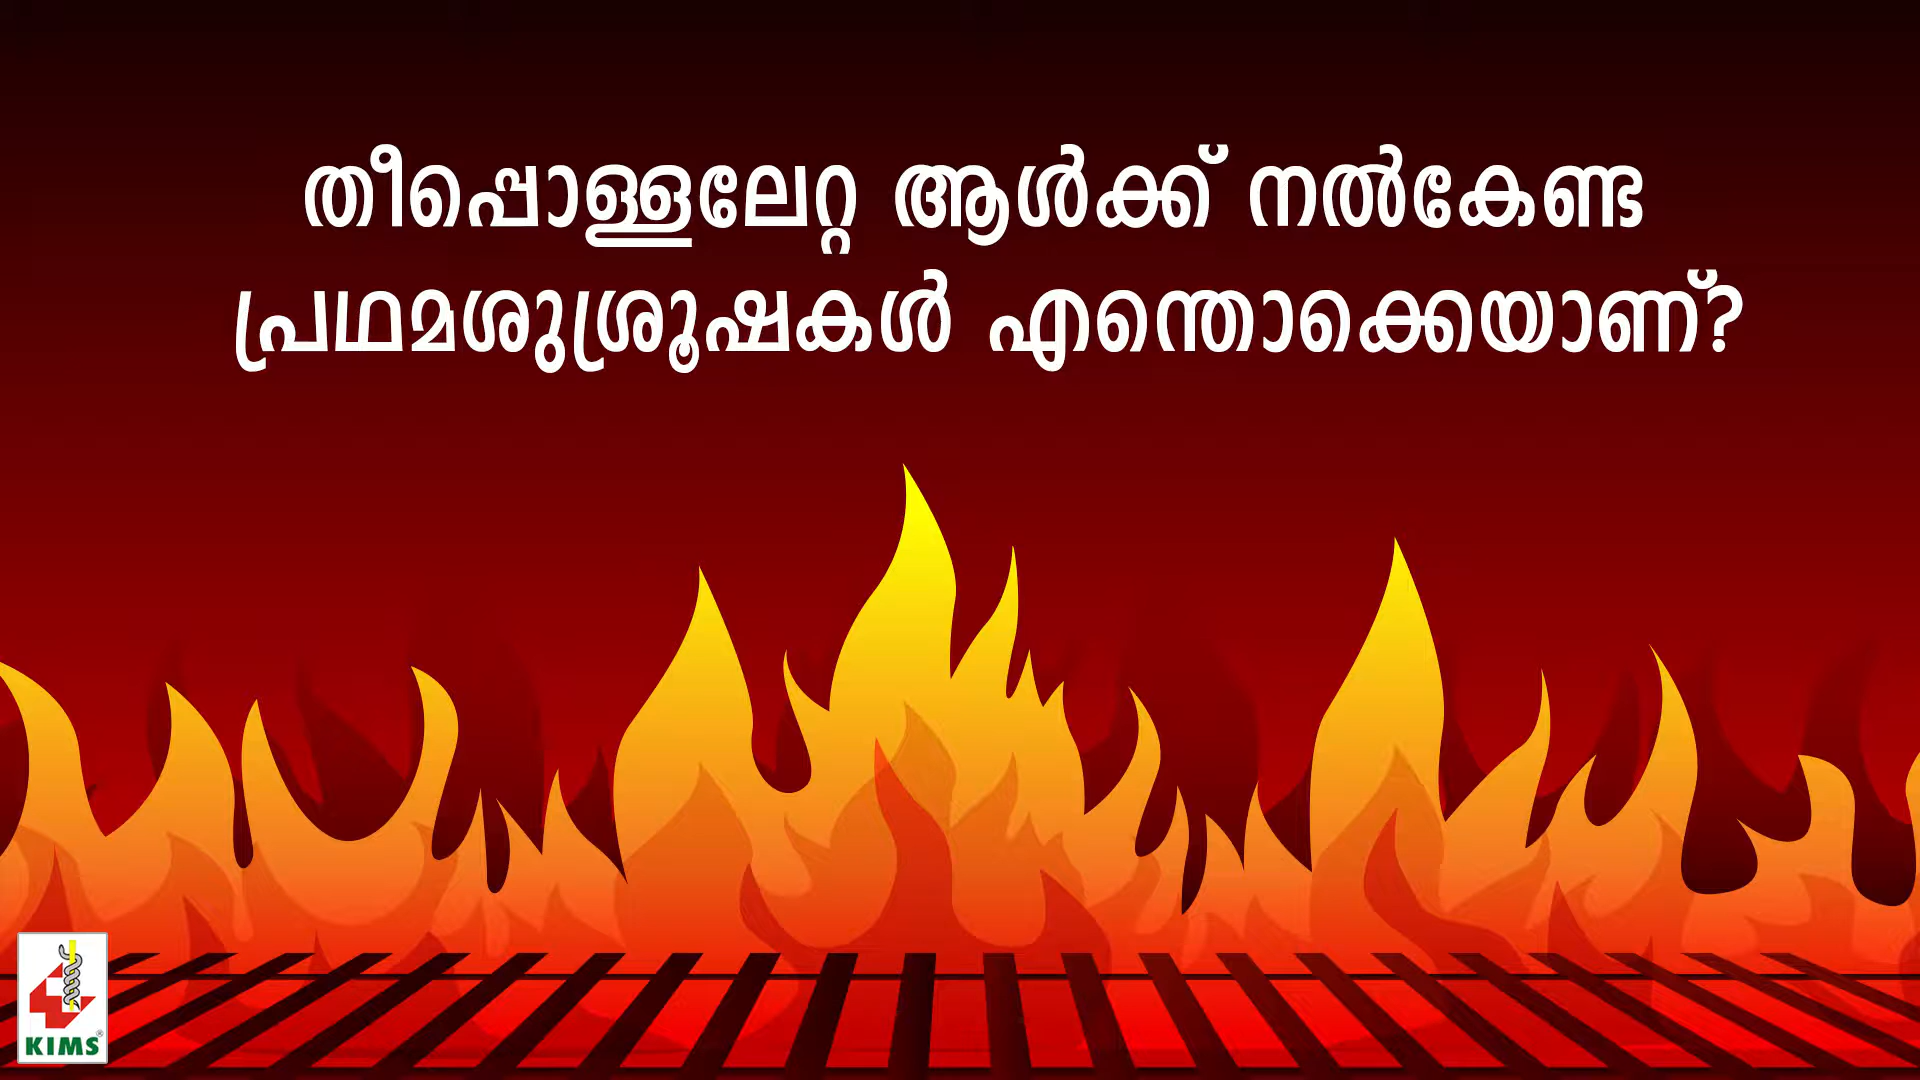 തീപ്പൊള്ളലേറ്റ ആൾക്ക് നൽകേണ്ട
പ്രഥമശുശ്രൂഷകൾ എന്തൊക്കെയാണ്?
KIMS®